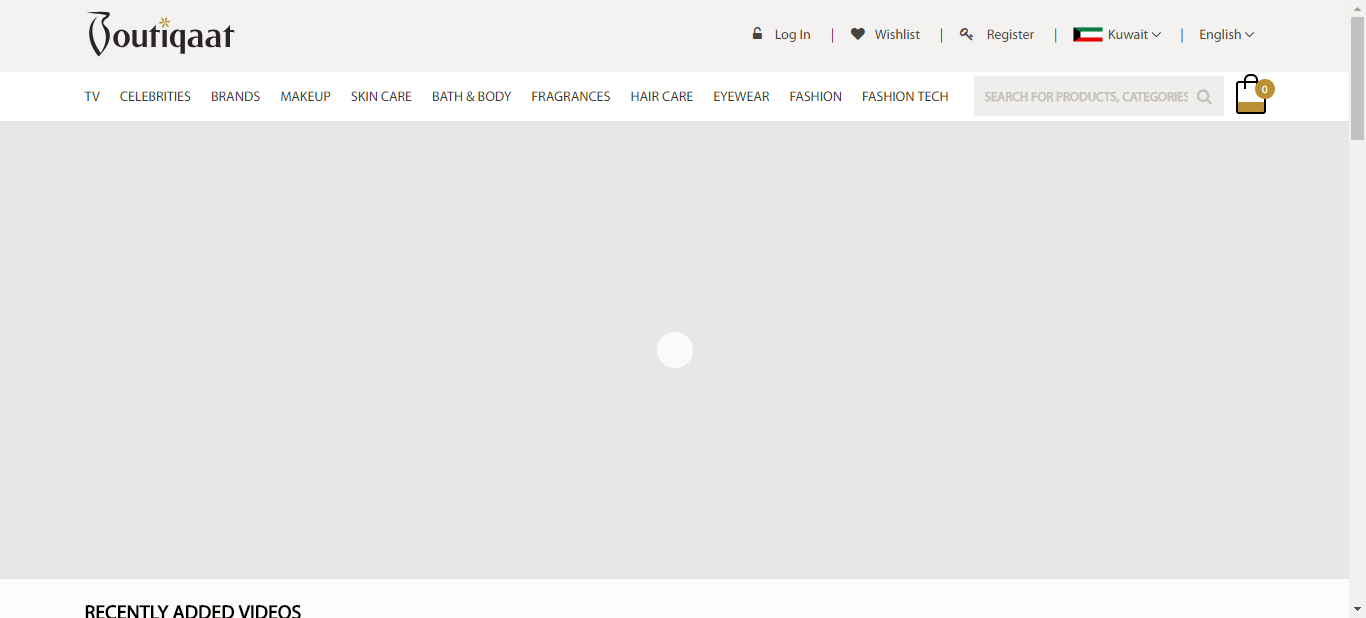 Boutiqaat
Log In | Wishlist | Register | Kuwait | English
TV CELEBRITIES BRANDS MAKEUP SKIN CARE BATH & BODY FRAGRANCES HAIR CARE EYEWEAR FASHION FASHION TECH SEARCH FOR PRODUCTS, CATEGORIES 0
RECENTLY ADDED VIDEOS